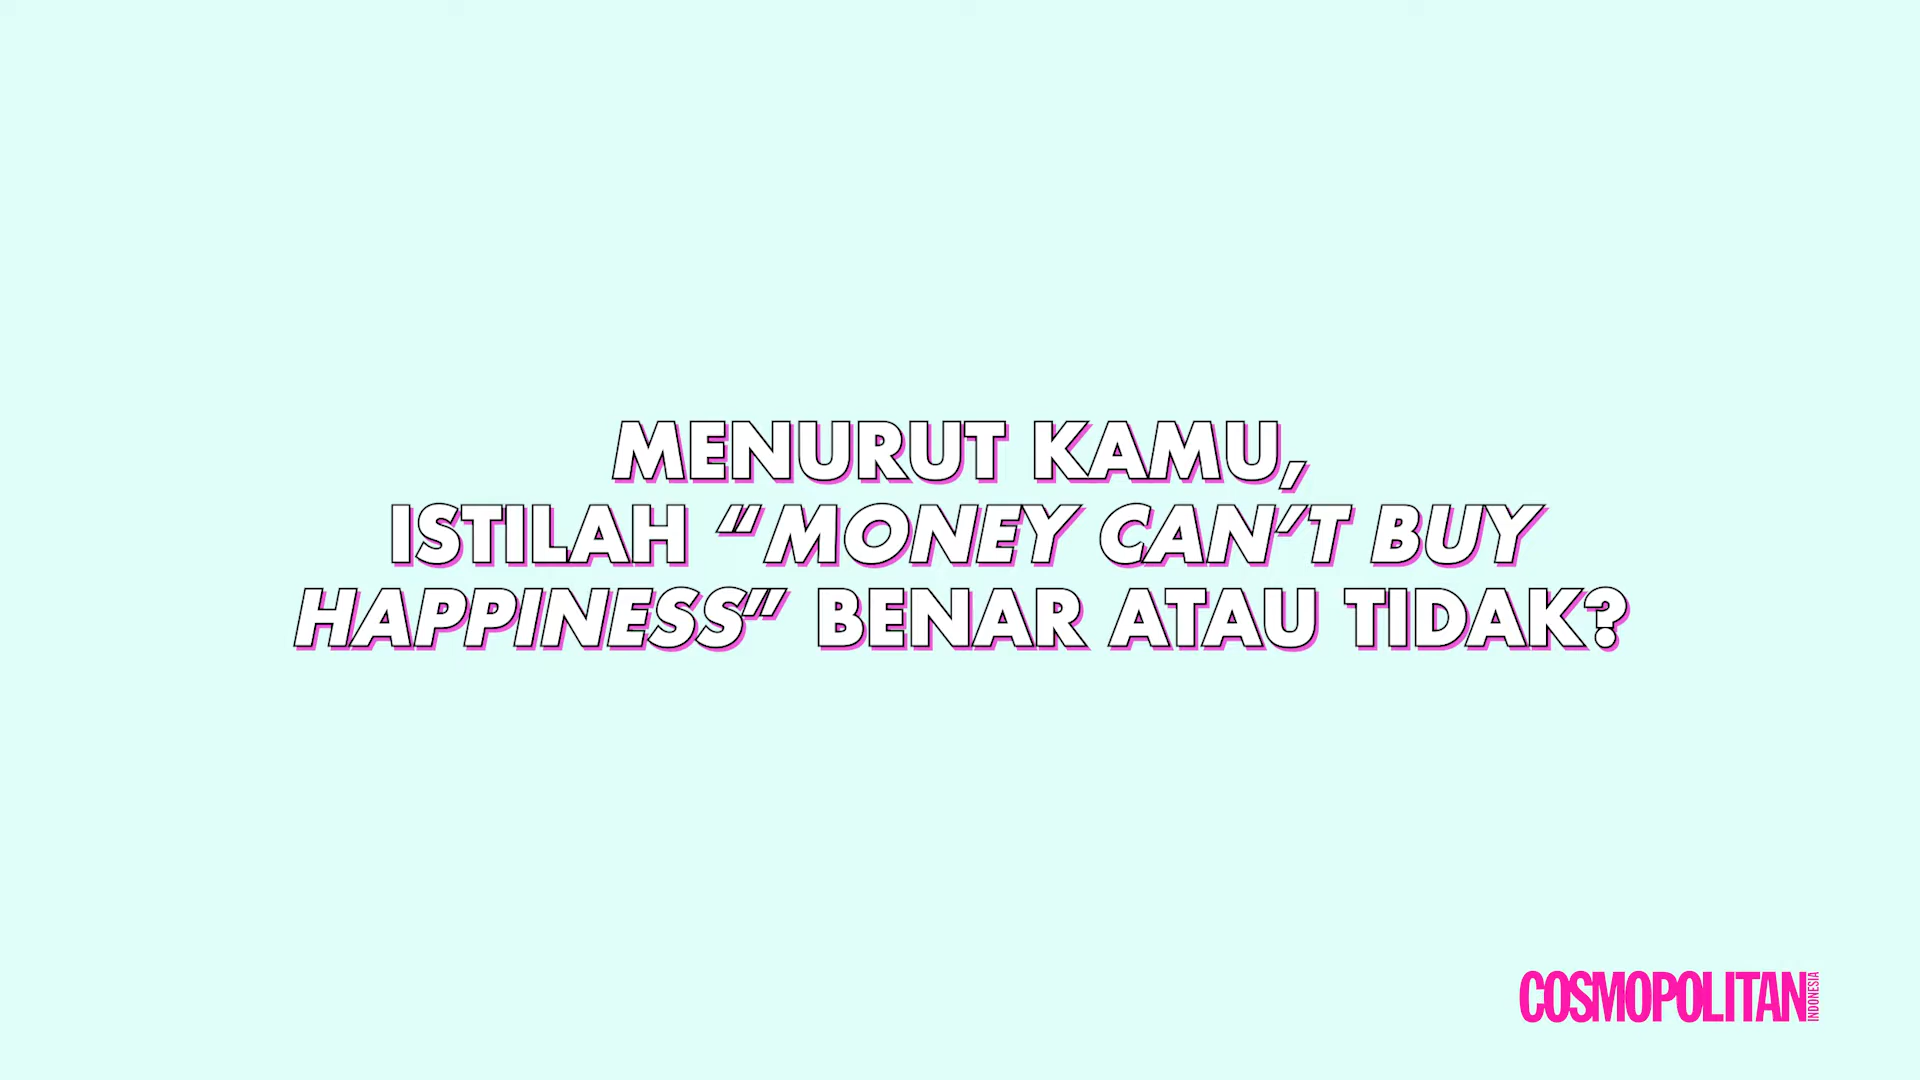 MENURUT KAMU,
ISTILAH “MONEY CAN’T BUY
HAPPINESS” BENAR ATAU TIDAK?
COSMOPOLITAN
INDONESIA